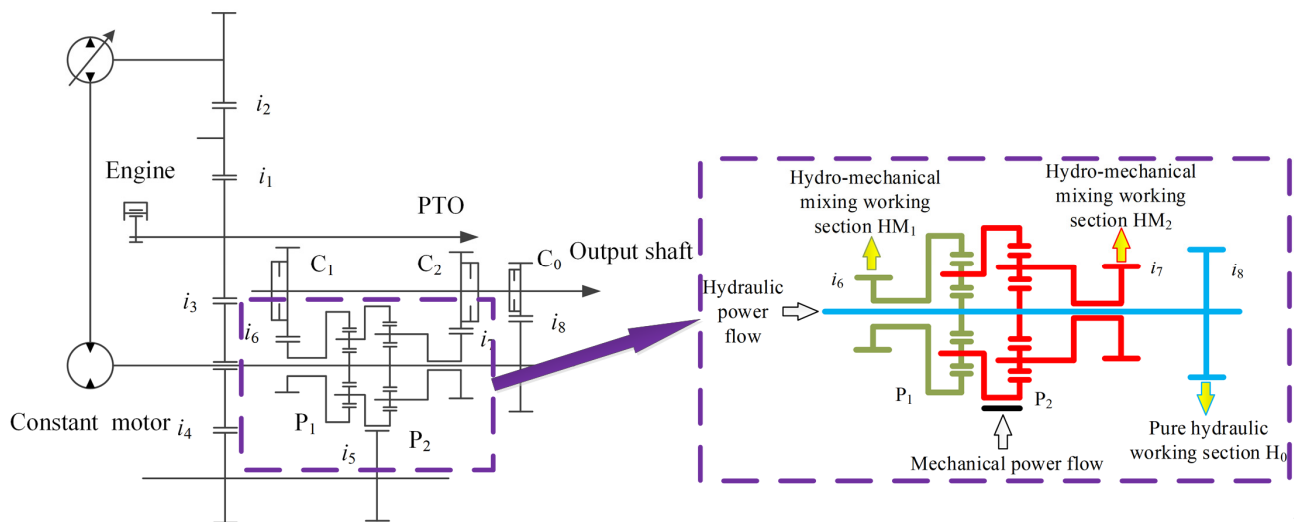 i2
Engine
i1
PTO
C1
C2
C0
Output shaft
i3
i6
i7
i8
Constant motor
i4
P1
P2
i5
Hydro-mechanical
mixing working
section HM1
Hydro-mechanical
mixing working
section HM2
i6
i7
i8
Hydraulic
power
flow
P1
P2
Mechanical power flow
Pure hydraulic
working section H0